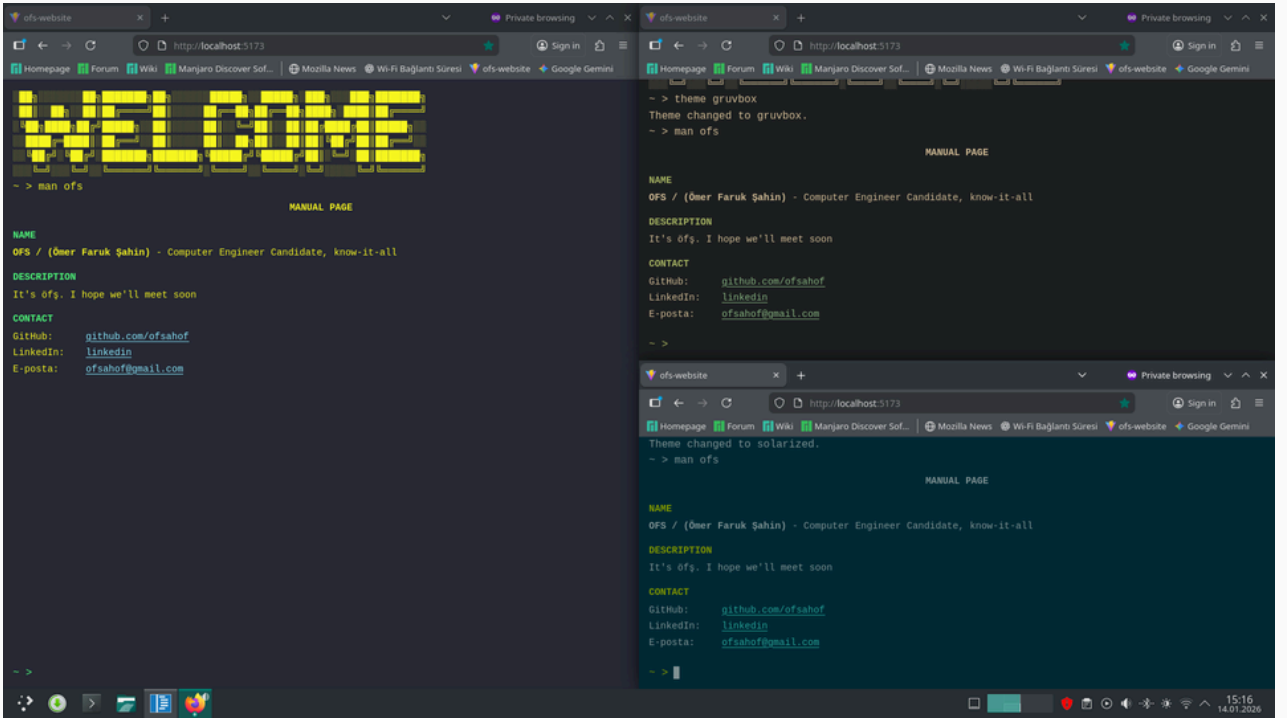 ofs-website
Private browsing
http://localhost:5173
Sign in
Homepage Forum Wiki Manjaro Discover Sof... Mozilla News Wi-Fi Bağlantı Süresi ofs-website Google Gemini
WELCOME
~ > man ofs
MANUAL PAGE
NAME
OFS / (Ömer Faruk Şahin) - Computer Engineer Candidate, know-it-all
DESCRIPTION
It's öfş. I hope we'll meet soon
CONTACT
GitHub: github.com/ofsahof
LinkedIn: linkedin
E-posta: ofsahof@gmail.com
~ >
ofs-website
Private browsing
http://localhost:5173
Sign in
Homepage Forum Wiki Manjaro Discover Sof... Mozilla News Wi-Fi Bağlantı Süresi ofs-website Google Gemini
~ > theme gruvbox
Theme changed to gruvbox.
~ > man ofs
MANUAL PAGE
NAME
OFS / (Ömer Faruk Şahin) - Computer Engineer Candidate, know-it-all
DESCRIPTION
It's öfş. I hope we'll meet soon
CONTACT
GitHub: github.com/ofsahof
LinkedIn: linkedin
E-posta: ofsahof@gmail.com
~ >
ofs-website
Private browsing
http://localhost:5173
Sign in
Homepage Forum Wiki Manjaro Discover Sof... Mozilla News Wi-Fi Bağlantı Süresi ofs-website Google Gemini
Theme changed to solarized.
~ > man ofs
MANUAL PAGE
NAME
OFS / (Ömer Faruk Şahin) - Computer Engineer Candidate, know-it-all
DESCRIPTION
It's öfş. I hope we'll meet soon
CONTACT
GitHub: github.com/ofsahof
LinkedIn: linkedin
E-posta: ofsahof@gmail.com
~ >
15:16
14.01.2026